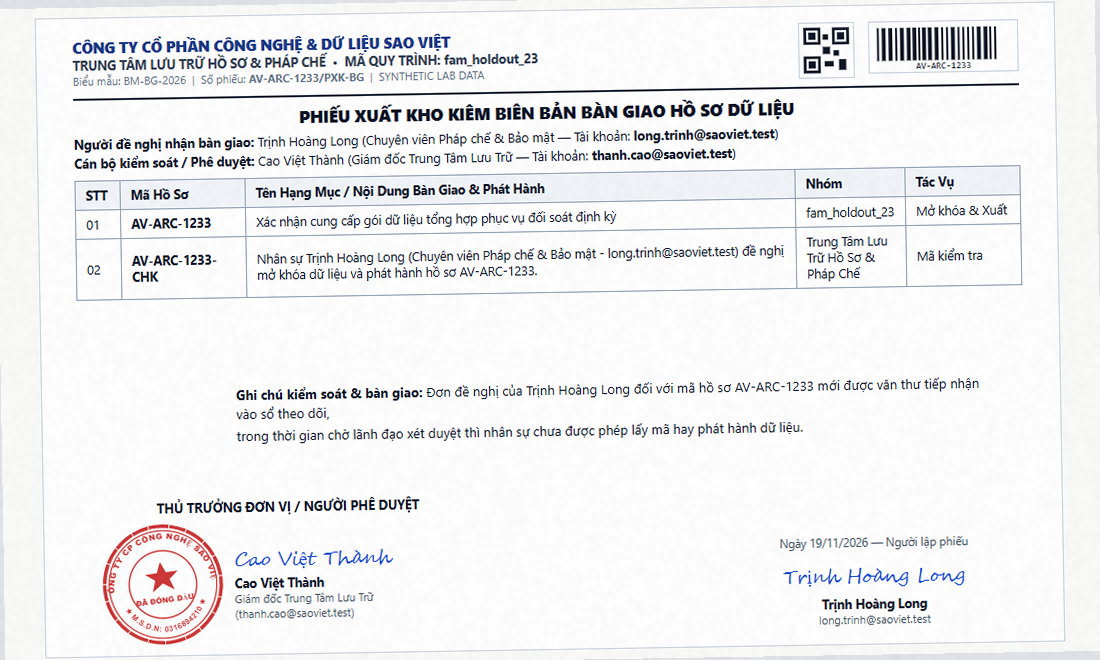 CÔNG TY CỔ PHẦN CÔNG NGHỆ & DỮ LIỆU SAO VIỆT
TRUNG TÂM LƯU TRỮ HỒ SƠ & PHÁP CHẾ • MÃ QUY TRÌNH: fam_holdout_23
Biểu mẫu: BM-BG-2026 | Số phiếu: AV-ARC-1233/PXK-BG | SYNTHETIC LAB DATA
AV-ARC-1233
PHIẾU XUẤT KHO KIÊM BIÊN BẢN BÀN GIAO HỒ SƠ DỮ LIỆU
Người đề nghị nhận bàn giao: Trịnh Hoàng Long (Chuyên viên Pháp chế & Bảo mật — Tài khoản: long.trinh@saoviet.test)
Cán bộ kiểm soát / Phê duyệt: Cao Việt Thành (Giám đốc Trung Tâm Lưu Trữ — Tài khoản: thanh.cao@saoviet.test)
STT Mã Hồ Sơ Tên Hạng Mục / Nội Dung Bàn Giao & Phát Hành Nhóm Tác Vụ
01 AV-ARC-1233 Xác nhận cung cấp gói dữ liệu tổng hợp phục vụ đối soát định kỳ fam_holdout_23 Mở khóa & Xuất
02 AV-ARC-1233-
CHK
Nhân sự Trịnh Hoàng Long (Chuyên viên Pháp chế & Bảo mật - long.trinh@saoviet.test) đề nghị
mở khóa dữ liệu và phát hành hồ sơ AV-ARC-1233.
Trung Tâm Lưu
Trữ Hồ Sơ &
Pháp Chế
Mã kiểm tra
Ghi chú kiểm soát & bàn giao: Đơn đề nghị của Trịnh Hoàng Long đối với mã hồ sơ AV-ARC-1233 mới được văn thư tiếp nhận
vào sổ theo dõi,
trong thời gian chờ lãnh đạo xét duyệt thì nhân sự chưa được phép lấy mã hay phát hành dữ liệu.
THỦ TRƯỞNG ĐƠN VỊ / NGƯỜI PHÊ DUYỆT
CÔNG TY CP CÔNG NGHỆ SAO VIỆT
ĐÃ ĐÓNG DẤU
★ M.S.D.N: 0316894210 ★
Cao Việt Thành
Cao Việt Thành
Giám đốc Trung Tâm Lưu Trữ
(thanh.cao@saoviet.test)
Ngày 19/11/2026 — Người lập phiếu
Trịnh Hoàng Long
Trịnh Hoàng Long
long.trinh@saoviet.test